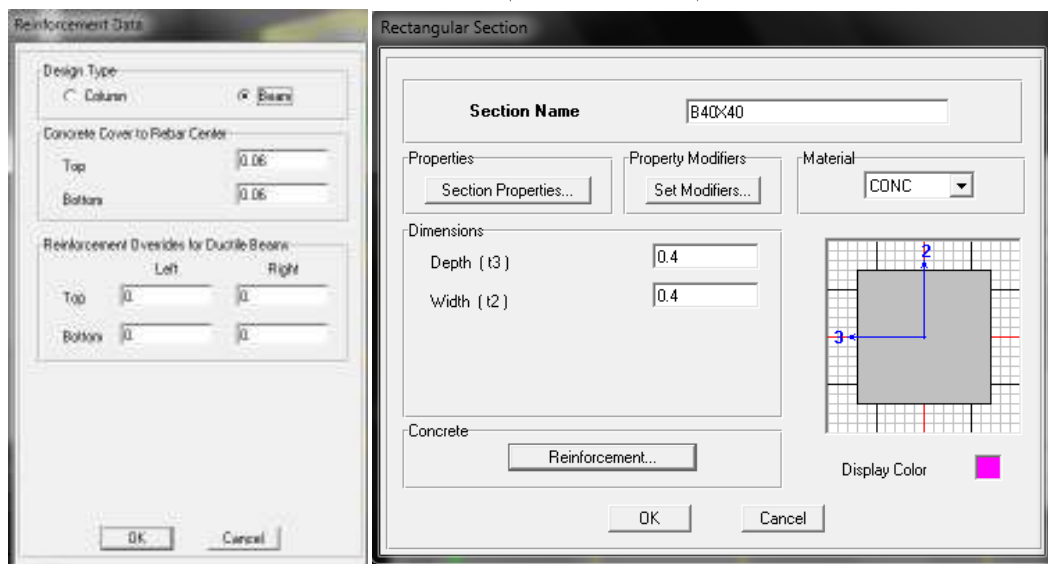 Reinforcement Data
Design Type
Column Beam
Concrete Cover to Rebar Center
Top 0.06
Bottom 0.06
Reinforcement Overrides for Ductile Beams
Left Right
Top 0. 0.
Bottom 0. 0.
OK Cancel
Rectangular Section
Section Name B40X40
Properties
Section Properties...
Property Modifiers
Set Modifiers...
Material
CONC
Dimensions
Depth ( t3 ) 0.4
Width ( t2 ) 0.4
2
3
Concrete
Reinforcement...
Display Color
OK Cancel